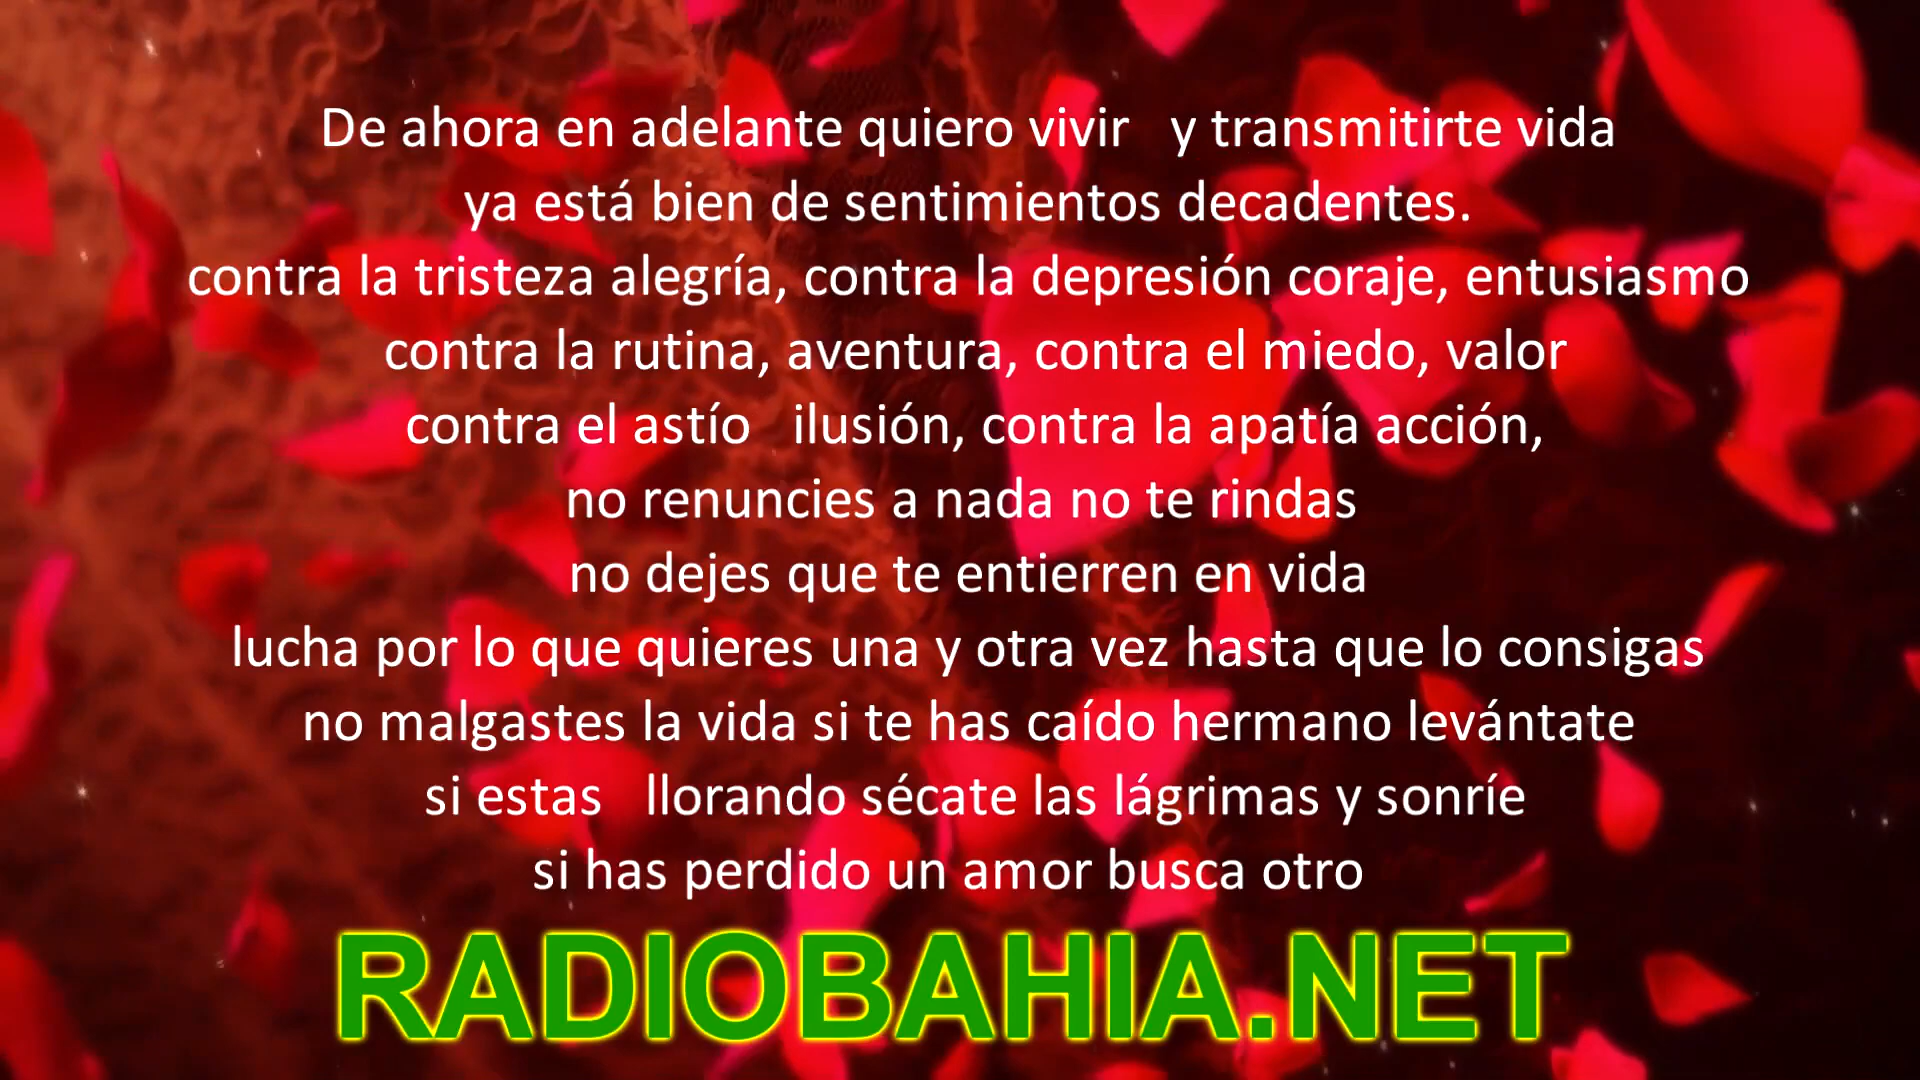 De ahora en adelante quiero vivir   y transmitirte vida
ya está bien de sentimientos decadentes.
contra la tristeza alegría, contra la depresión coraje, entusiasmo
contra la rutina, aventura, contra el miedo, valor
contra el astío   ilusión, contra la apatía acción,
no renuncies a nada no te rindas
no dejes que te entierren en vida
lucha por lo que quieres una y otra vez hasta que lo consigas
no malgastes la vida si te has caído hermano levántate
si estas   llorando sécate las lágrimas y sonríe
si has perdido un amor busca otro
RADIOBAHIA.NET